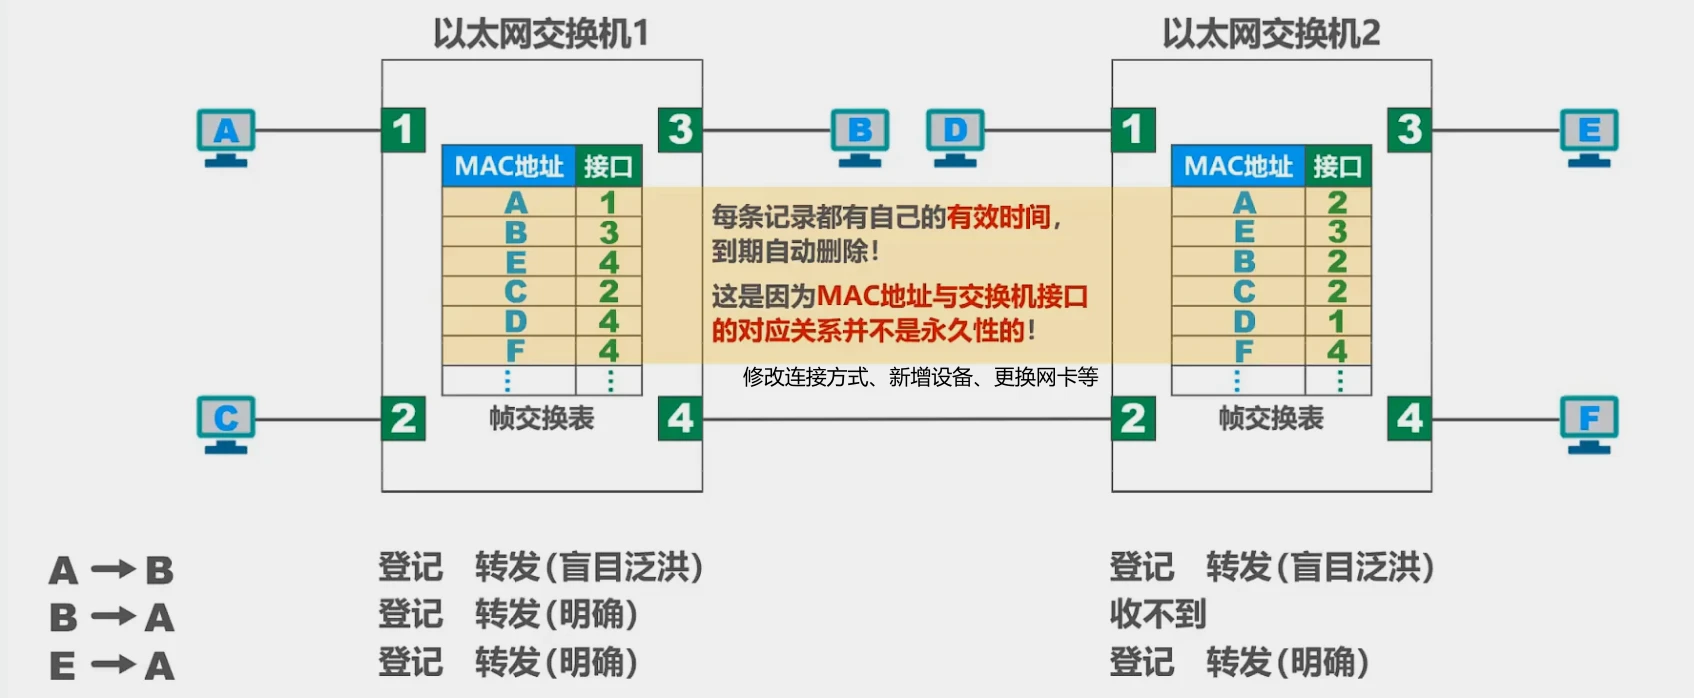 以太网交换机1
以太网交换机2
A
1
3
B
D
1
3
E
MAC地址 接口
A 1
B 3
E 4
C 2
D 4
F 4
⋮ ⋮
帧交换表
每条记录都有自己的有效时间，
到期自动删除！
这是因为MAC地址与交换机接口
的对应关系并不是永久性的！
修改连接方式、新增设备、更换网卡等
MAC地址 接口
A 2
E 3
B 2
C 2
D 1
F 4
⋮ ⋮
帧交换表
C
2
4
2
4
F
A → B 登记 转发(盲目泛洪) 登记 转发(盲目泛洪)
B → A 登记 转发(明确) 收不到
E → A 登记 转发(明确) 登记 转发(明确)